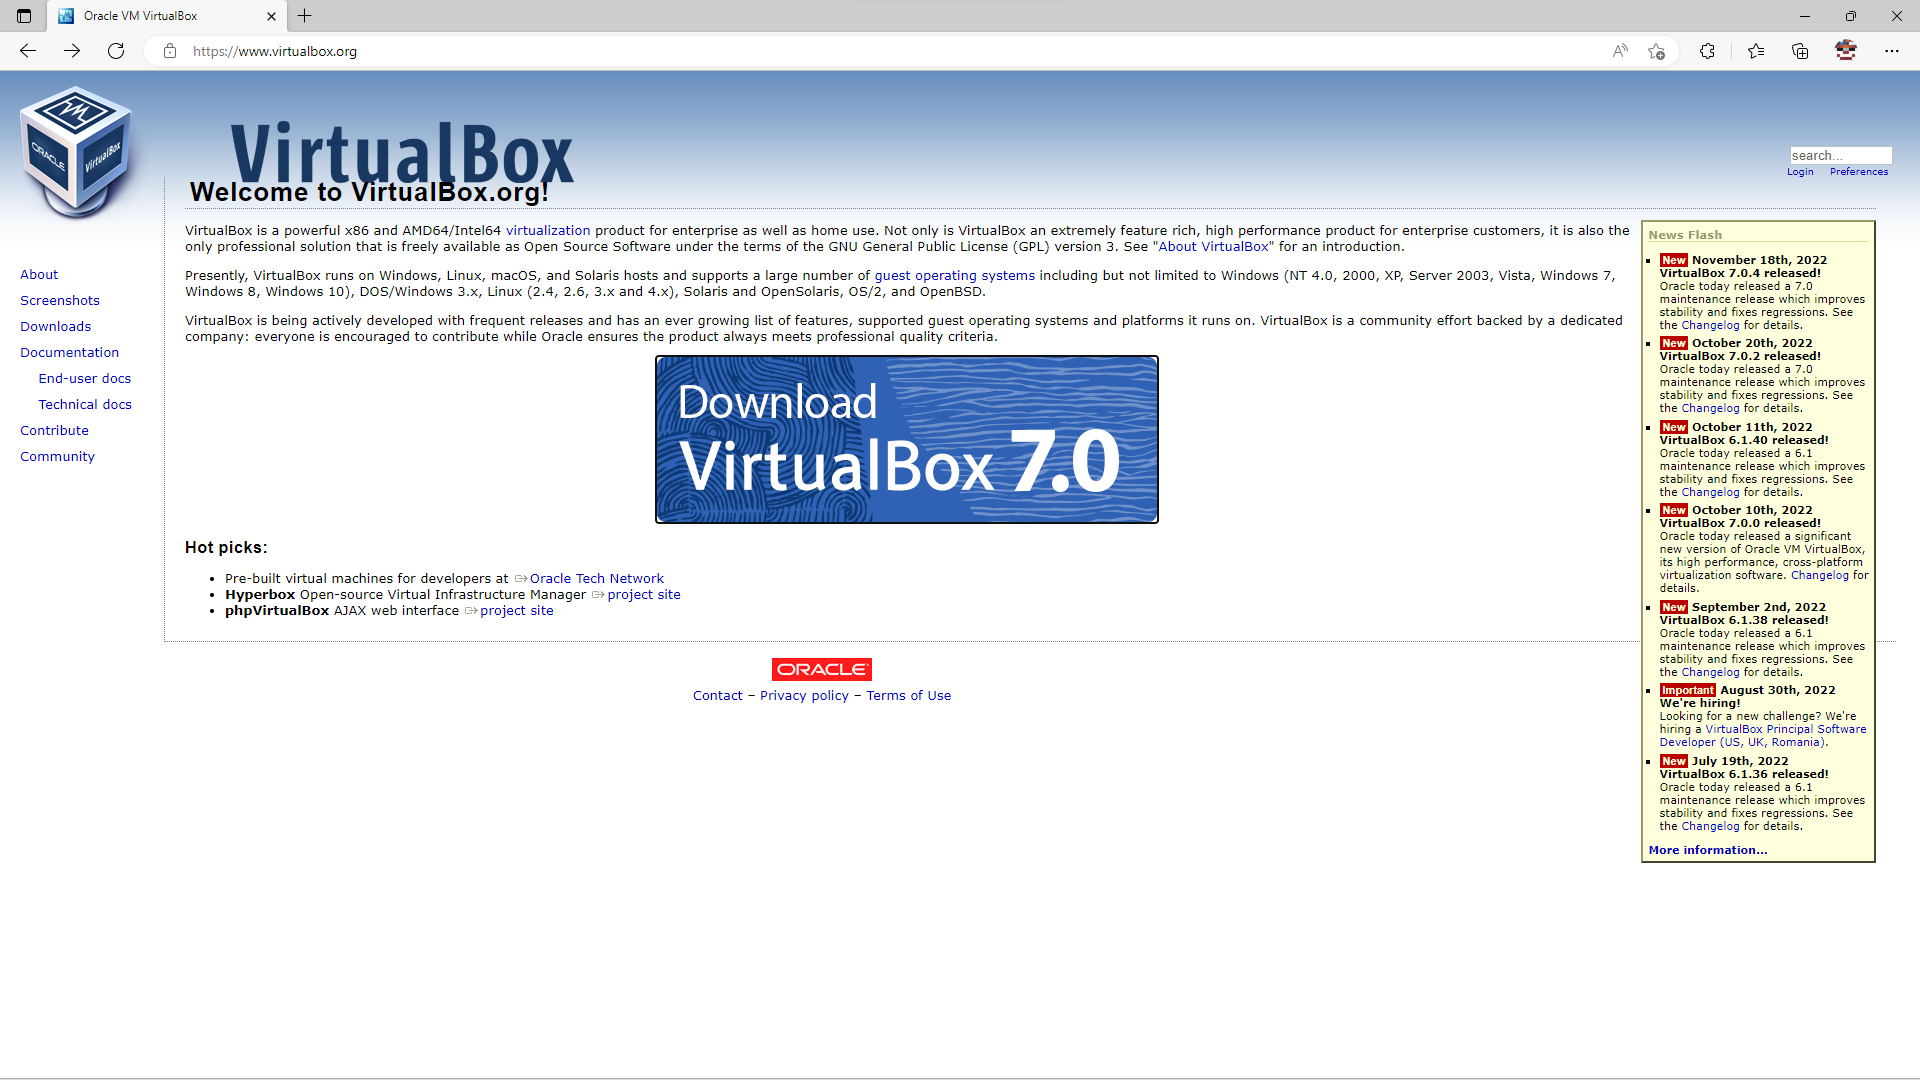 Oracle VM VirtualBox
https://www.virtualbox.org
ORACLE
VirtualBox
VirtualBox
search...
Login Preferences
Welcome to VirtualBox.org!
About
Screenshots
Downloads
Documentation
End-user docs
Technical docs
Contribute
Community
VirtualBox is a powerful x86 and AMD64/Intel64 virtualization product for enterprise as well as home use. Not only is VirtualBox an extremely feature rich, high performance product for enterprise customers, it is also the
only professional solution that is freely available as Open Source Software under the terms of the GNU General Public License (GPL) version 3. See "About VirtualBox" for an introduction.
Presently, VirtualBox runs on Windows, Linux, macOS, and Solaris hosts and supports a large number of guest operating systems including but not limited to Windows (NT 4.0, 2000, XP, Server 2003, Vista, Windows 7,
Windows 8, Windows 10), DOS/Windows 3.x, Linux (2.4, 2.6, 3.x and 4.x), Solaris and OpenSolaris, OS/2, and OpenBSD.
VirtualBox is being actively developed with frequent releases and has an ever growing list of features, supported guest operating systems and platforms it runs on. VirtualBox is a community effort backed by a dedicated
company: everyone is encouraged to contribute while Oracle ensures the product always meets professional quality criteria.
Download
VirtualBox 7.0
Hot picks:
Pre-built virtual machines for developers at Oracle Tech Network
Hyperbox Open-source Virtual Infrastructure Manager project site
phpVirtualBox AJAX web interface project site
ORACLE
Contact – Privacy policy – Terms of Use
News Flash
New November 18th, 2022
VirtualBox 7.0.4 released!
Oracle today released a 7.0
maintenance release which improves
stability and fixes regressions. See
the Changelog for details.
New October 20th, 2022
VirtualBox 7.0.2 released!
Oracle today released a 7.0
maintenance release which improves
stability and fixes regressions. See
the Changelog for details.
New October 11th, 2022
VirtualBox 6.1.40 released!
Oracle today released a 6.1
maintenance release which improves
stability and fixes regressions. See
the Changelog for details.
New October 10th, 2022
VirtualBox 7.0.0 released!
Oracle today released a significant
new version of Oracle VM VirtualBox,
its high performance, cross-platform
virtualization software. Changelog for
details.
New September 2nd, 2022
VirtualBox 6.1.38 released!
Oracle today released a 6.1
maintenance release which improves
stability and fixes regressions. See
the Changelog for details.
Important August 30th, 2022
We're hiring!
Looking for a new challenge? We're
hiring a VirtualBox Principal Software
Developer (US, UK, Romania).
New July 19th, 2022
VirtualBox 6.1.36 released!
Oracle today released a 6.1
maintenance release which improves
stability and fixes regressions. See
the Changelog for details.
More information...